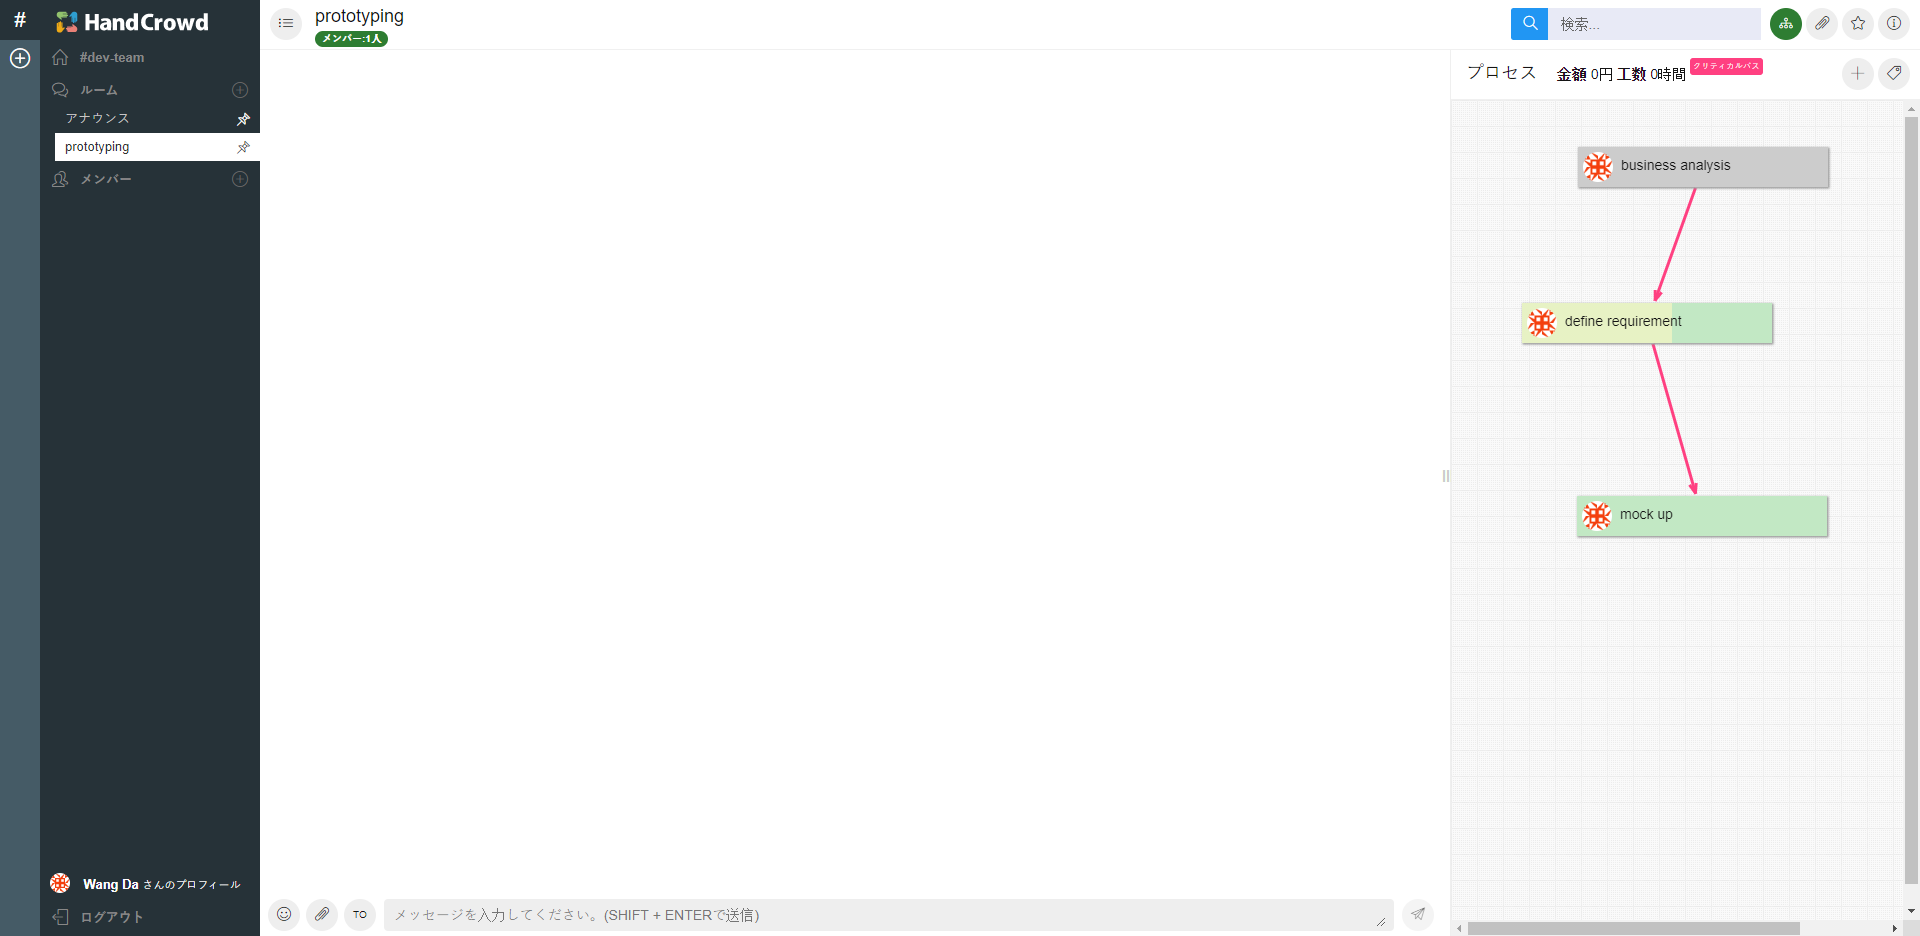 #
HandCrowd
#dev-team
ルーム
アナウンス
prototyping
メンバー
Wang Da さんのプロフィール
ログアウト
prototyping
メンバー:1人
検索...
プロセス 金額 0円 工数 0時間 クリティカルパス
business analysis
define requirement
mock up
TO
メッセージを入力してください。(SHIFT + ENTERで送信)